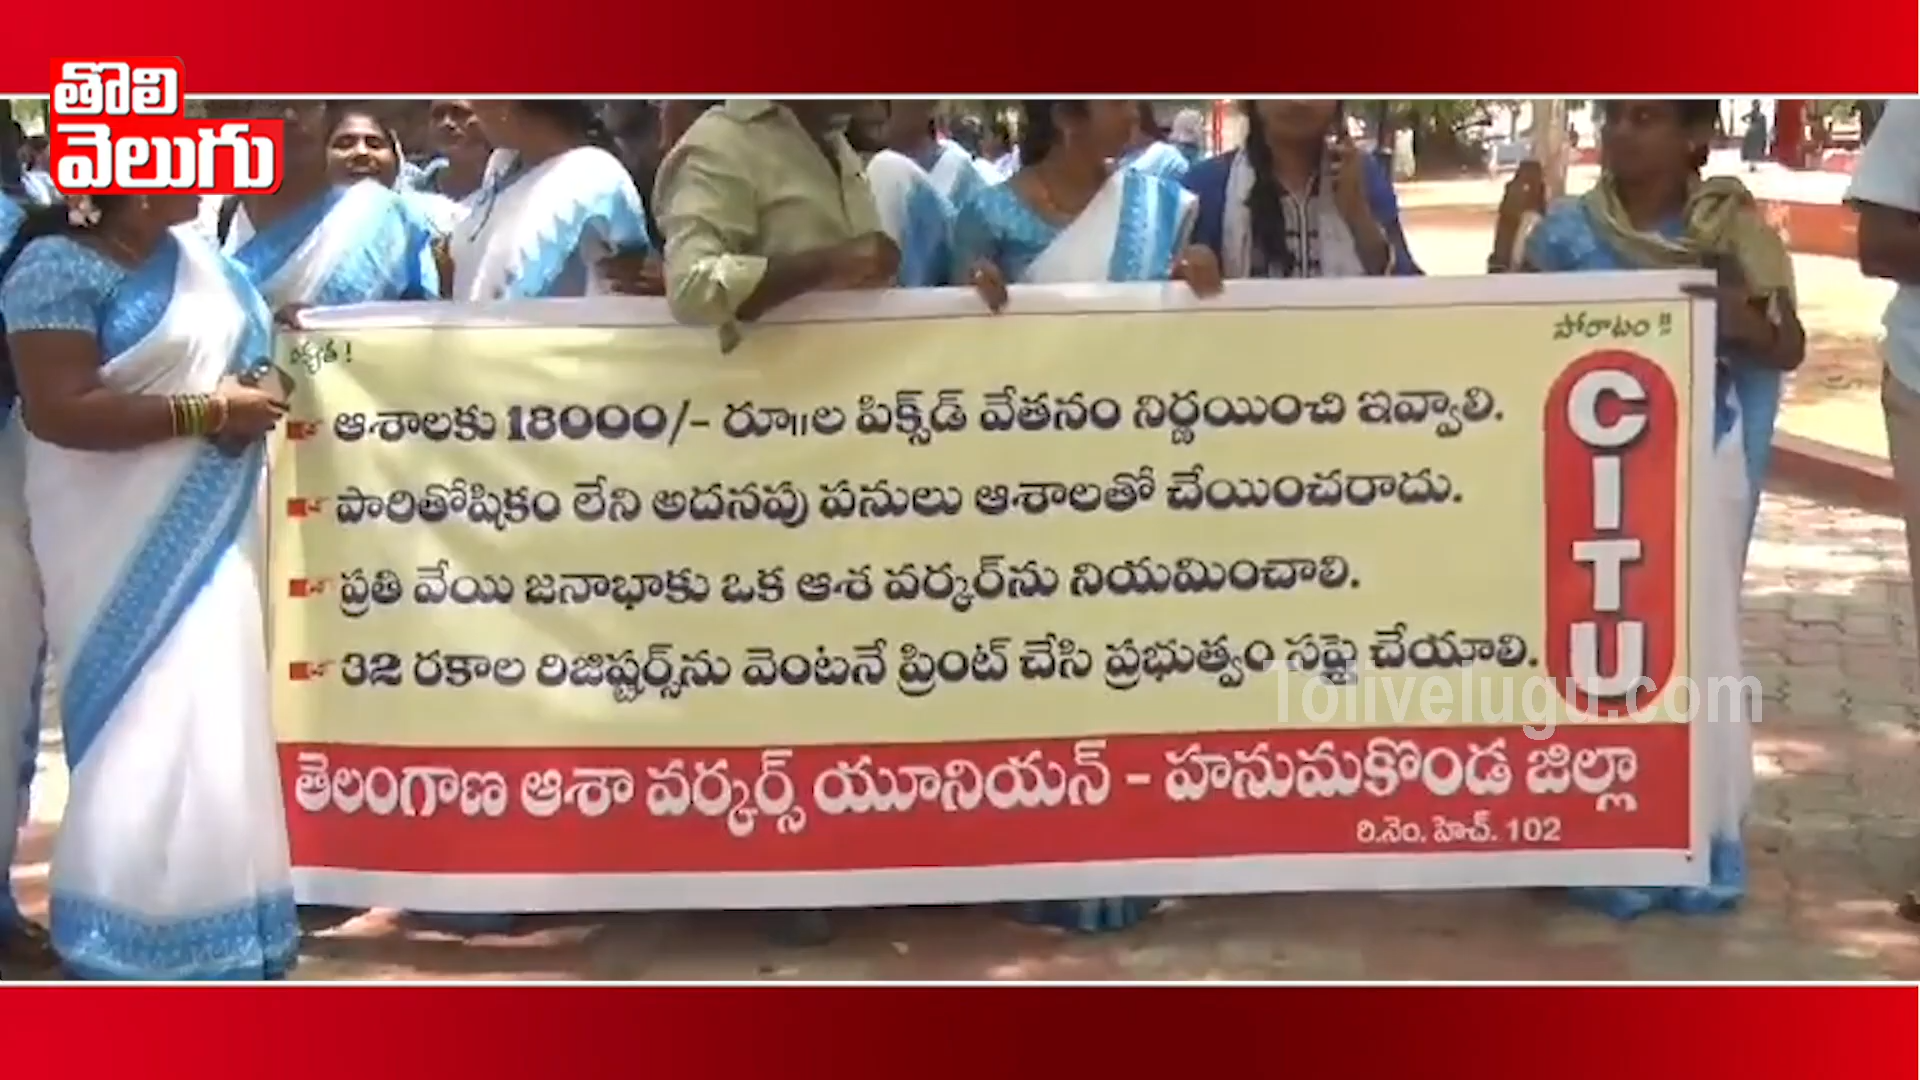 తొలి
వెలుగు
పోరాటం !!
ఆశాలకు 18000/- రూ॥ల పిక్స్‌డ్ వేతనం నిర్ణయించి ఇవ్వాలి.
పారితోషికం లేని అదనపు పనులు ఆశాలతో చేయించరాదు.
ప్రతి వేయి జనాభాకు ఒక ఆశ వర్కర్‌ను నియమించాలి.
32 రకాల రిజిష్టర్స్‌ను వెంటనే ప్రింట్ చేసి ప్రభుత్వం సప్లై చేయాలి.
CITU
Tolivelugu.com
తెలంగాణ ఆశా వర్కర్స్ యూనియన్ - హనుమకొండ జిల్లా
రి.నెం. హెచ్. 102